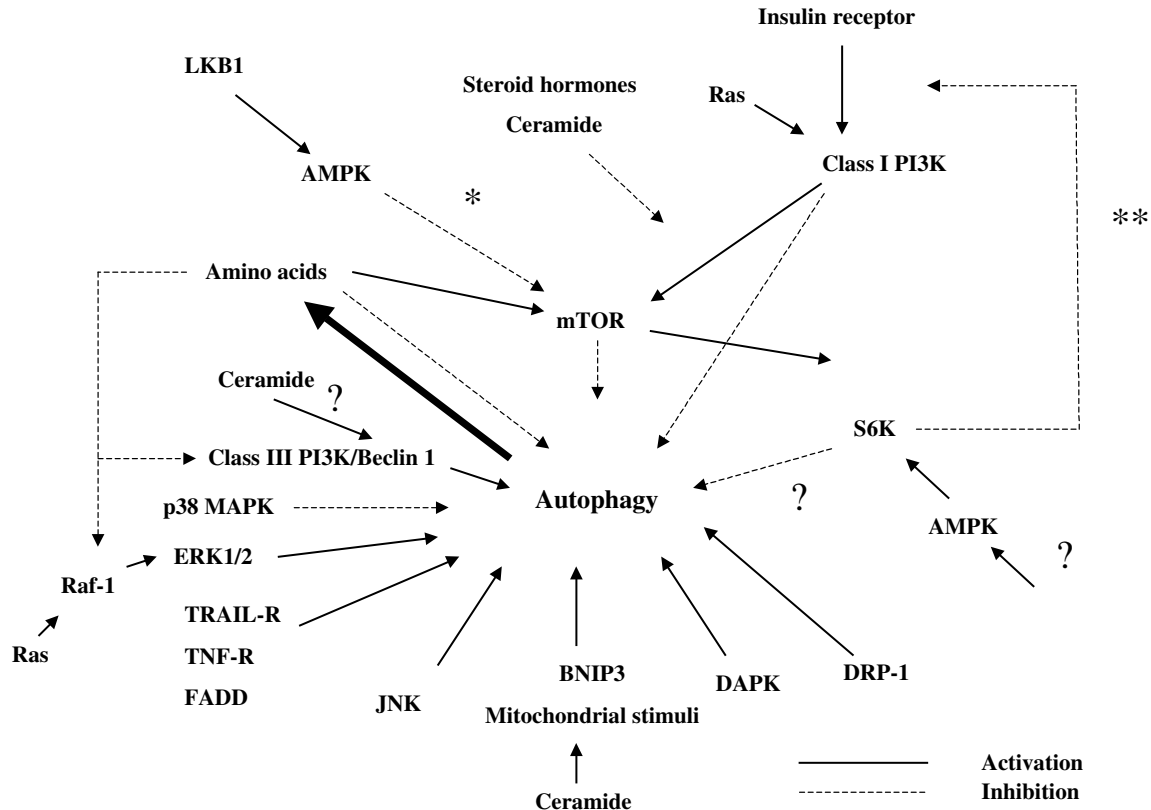 Insulin receptor
LKB1
Steroid hormones
Ras
Ceramide
Class I PI3K
AMPK
*
**
Amino acids
mTOR
Ceramide
?
S6K
Class III PI3K/Beclin 1
p38 MAPK
Autophagy
?
AMPK
ERK1/2
?
Raf-1
TRAIL-R
Ras
TNF-R
BNIP3
DRP-1
DAPK
FADD
JNK
Mitochondrial stimuli
Activation
Inhibition
Ceramide